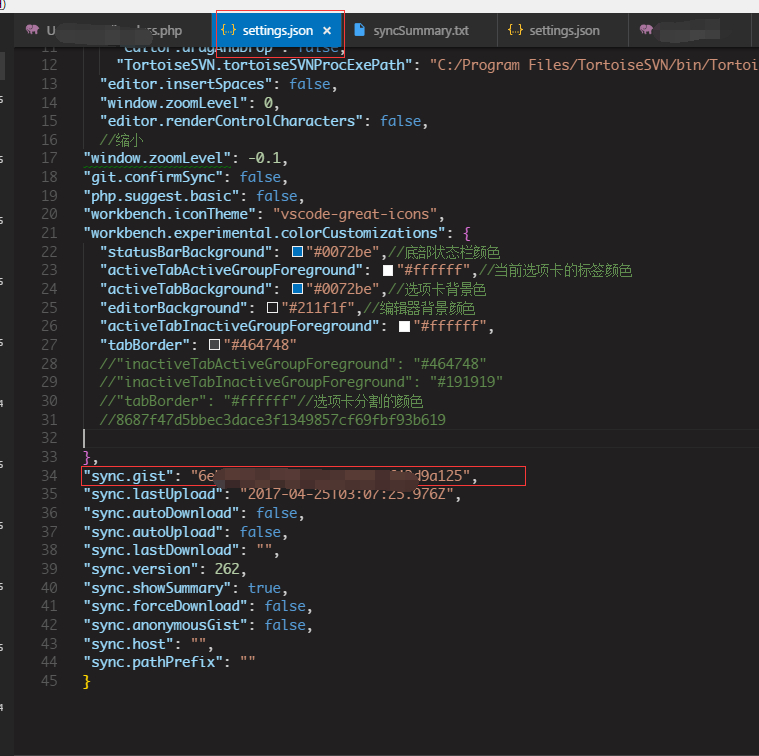 .php
settings.json ×
syncSummary.txt
settings.json
11 "editor.dragAndDrop": false,
12 "TortoiseSVN.tortoiseSVNProcExePath": "C:/Program Files/TortoiseSVN/bin/Tortoi
13 "editor.insertSpaces": false,
14 "window.zoomLevel": 0,
15 "editor.renderControlCharacters": false,
16 //缩小
17 "window.zoomLevel": -0.1,
18 "git.confirmSync": false,
19 "php.suggest.basic": false,
20 "workbench.iconTheme": "vscode-great-icons",
21 "workbench.experimental.colorCustomizations": {
22 "statusBarBackground": "#0072be",//底部状态栏颜色
23 "activeTabActiveGroupForeground": "#ffffff",//当前选项卡的标签颜色
24 "activeTabBackground": "#0072be",//选项卡背景色
25 "editorBackground": "#211f1f",//编辑器背景颜色
26 "activeTabInactiveGroupForeground": "#ffffff",
27 "tabBorder": "#464748"
28 //"inactiveTabActiveGroupForeground": "#464748"
29 //"inactiveTabInactiveGroupForeground": "#191919"
30 //"tabBorder": "#ffffff"//选项卡分割的颜色
31 //8687f47d5bbec3dace3f1349857cf69fbf93b619
32
33 },
34 "sync.gist": "6e d9a125",
35 "sync.lastUpload": "2017-04-25T03:07:25.976Z",
36 "sync.autoDownload": false,
37 "sync.autoUpload": false,
38 "sync.lastDownload": "",
39 "sync.version": 262,
40 "sync.showSummary": true,
41 "sync.forceDownload": false,
42 "sync.anonymousGist": false,
43 "sync.host": "",
44 "sync.pathPrefix": ""
45 }